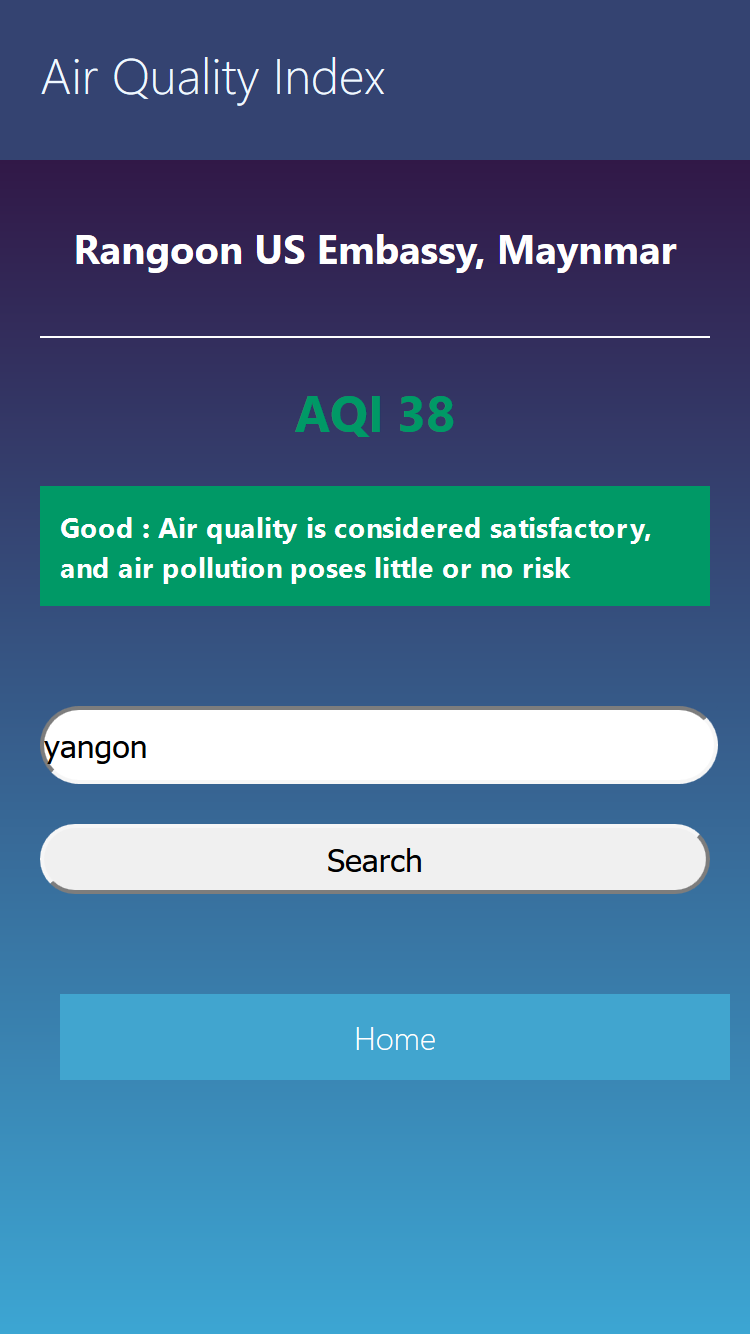 Air Quality Index
Rangoon US Embassy, Maynmar
AQI 38
Good : Air quality is considered satisfactory,
and air pollution poses little or no risk
yangon
Search
Home